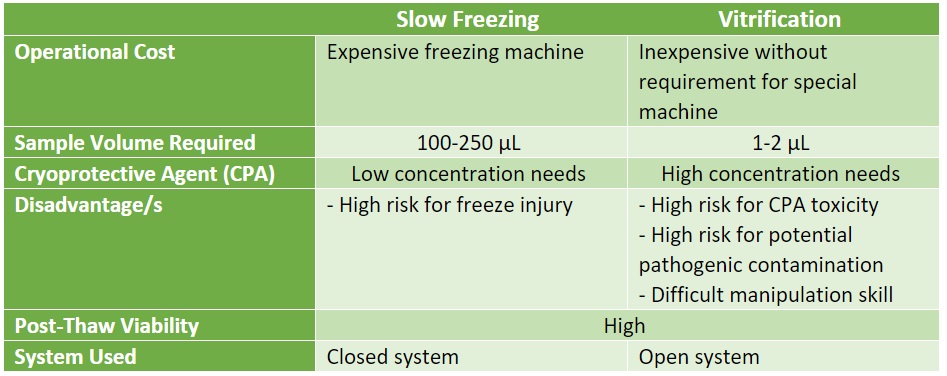 Slow Freezing Vitrification
Operational Cost Expensive freezing machine Inexpensive without
requirement for special
machine
Sample Volume Required 100-250 µL 1-2 µL
Cryoprotective Agent (CPA) Low concentration needs High concentration needs
Disadvantage/s - High risk for freeze injury - High risk for CPA toxicity
- High risk for potential
pathogenic contamination
- Difficult manipulation skill
Post-Thaw Viability High
System Used Closed system Open system